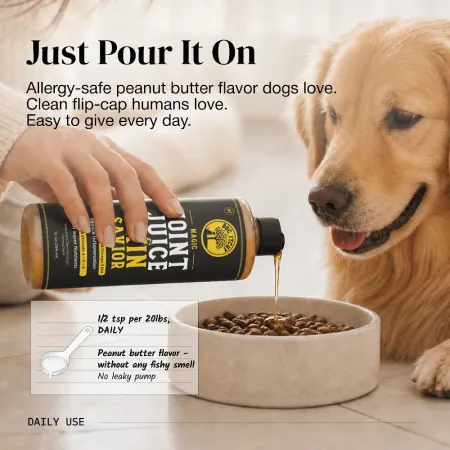 Just Pour It On
Allergy-safe peanut butter flavor dogs love.
Clean flip-cap humans love.
Easy to give every day.
MAGIC
JOINT
JUICE
SKIN
SAVIOR
1/2 tsp per 20lbs,
DAILY
Peanut butter flavor -
without any fishy smell
No leaky pump
DAILY USE